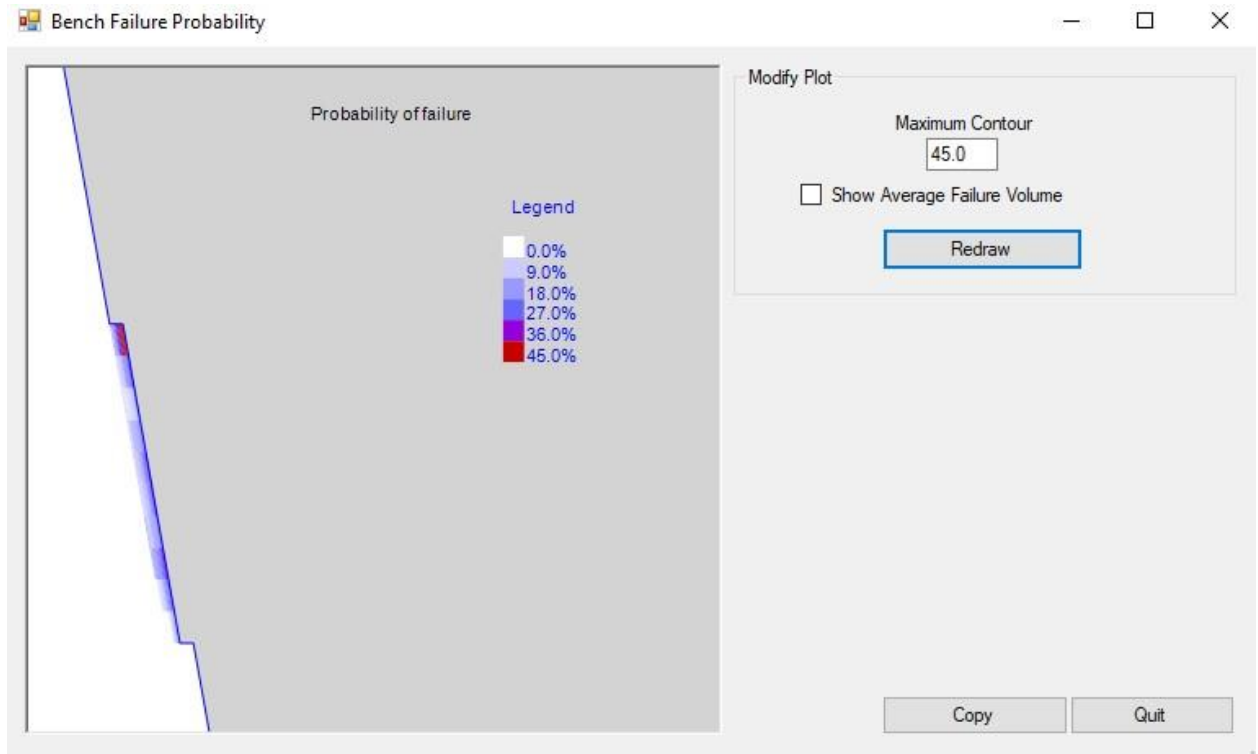 Bench Failure Probability
Probability of failure
Legend
0.0%
9.0%
18.0%
27.0%
36.0%
45.0%
Modify Plot
Maximum Contour
45.0
Show Average Failure Volume
Redraw
Copy
Quit